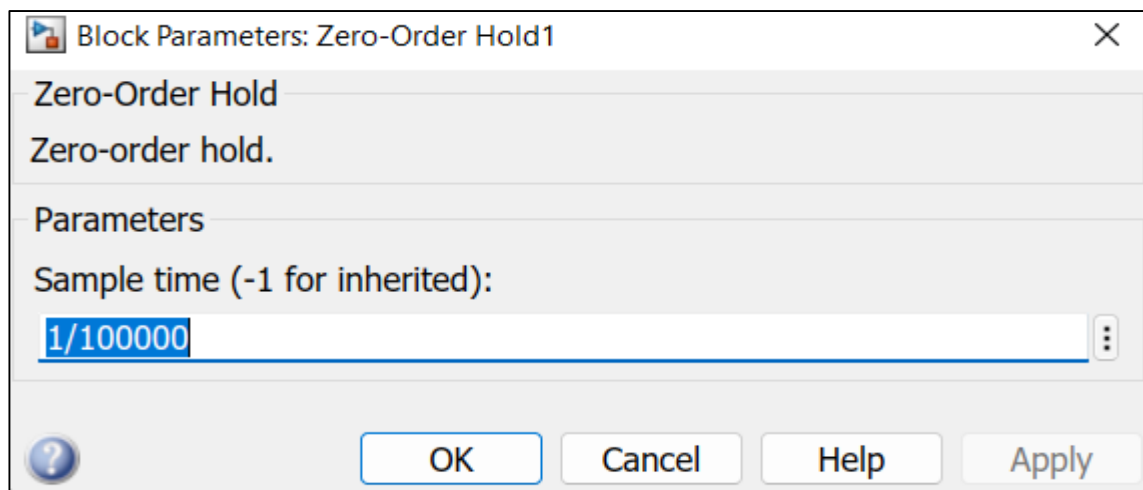 Block Parameters: Zero-Order Hold1
Zero-Order Hold
Zero-order hold.
Parameters
Sample time (-1 for inherited):
1/100000
OK Cancel Help Apply